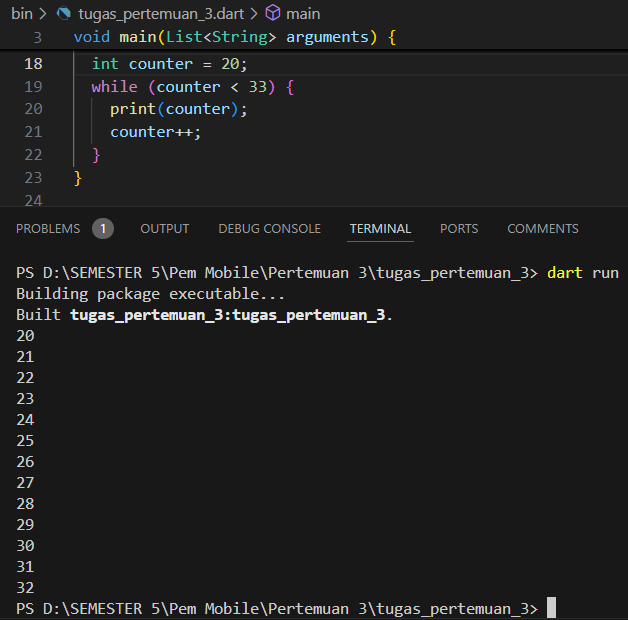 bin > tugas_pertemuan_3.dart > main
3 void main(List<String> arguments) {
18 int counter = 20;
19 while (counter < 33) {
20 print(counter);
21 counter++;
22 }
23 }
24
PROBLEMS 1 OUTPUT DEBUG CONSOLE TERMINAL PORTS COMMENTS
PS D:\SEMESTER 5\Pem Mobile\Pertemuan 3\tugas_pertemuan_3> dart run
Building package executable...
Built tugas_pertemuan_3:tugas_pertemuan_3.
20
21
22
23
24
25
26
27
28
29
30
31
32
PS D:\SEMESTER 5\Pem Mobile\Pertemuan 3\tugas_pertemuan_3>